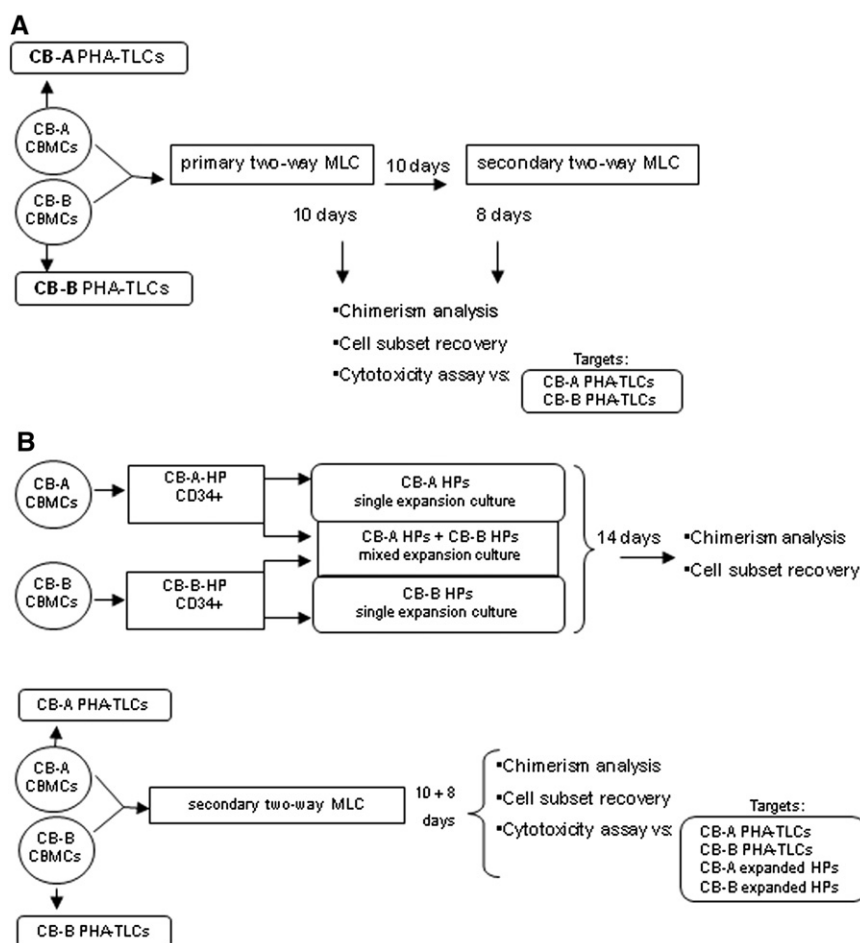 A
CB-A PHA-TLCs
CB-A
CBMCs
CB-B
CBMCs
CB-B PHA-TLCs
primary two-way MLC
10 days
secondary two-way MLC
10 days
8 days
▪Chimerism analysis
▪Cell subset recovery
▪Cytotoxicity assay vs:
Targets:
CB-A PHA-TLCs
CB-B PHA-TLCs
B
CB-A
CBMCs
CB-A-HP
CD34+
CB-A HPs
single expansion culture
CB-A HPs + CB-B HPs
mixed expansion culture
CB-B
CBMCs
CB-B-HP
CD34+
CB-B HPs
single expansion culture
14 days
▪Chimerism analysis
▪Cell subset recovery
CB-A PHA-TLCs
CB-A
CBMCs
CB-B
CBMCs
CB-B PHA-TLCs
secondary two-way MLC
10 + 8
days
▪Chimerism analysis
▪Cell subset recovery
▪Cytotoxicity assay vs:
Targets:
CB-A PHA-TLCs
CB-B PHA-TLCs
CB-A expanded HPs
CB-B expanded HPs